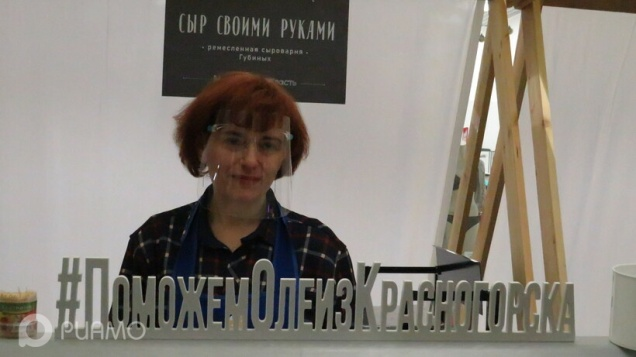 СЫР СВОИМИ РУКАМИ
- ремесленная сыроварня -
Губиных
#ПоможемОлеизКрасногорска
РИАМО